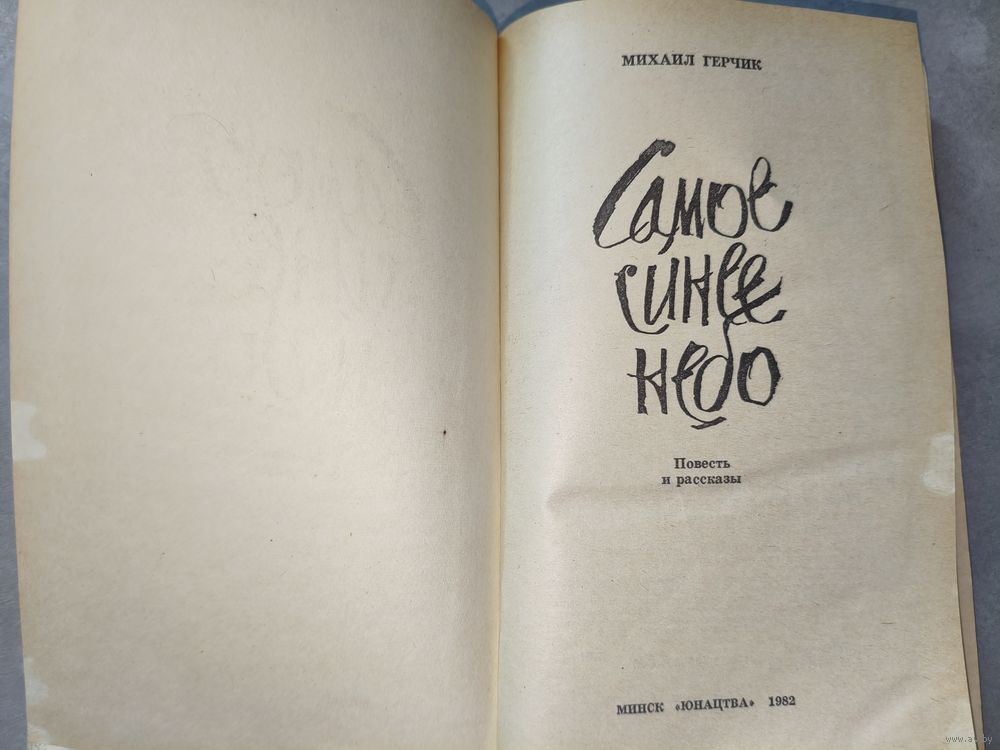 МИХАИЛ ГЕРЧИК
Самое
синее
небо
Повесть
и рассказы
МИНСК «ЮНАЦТВА» 1982